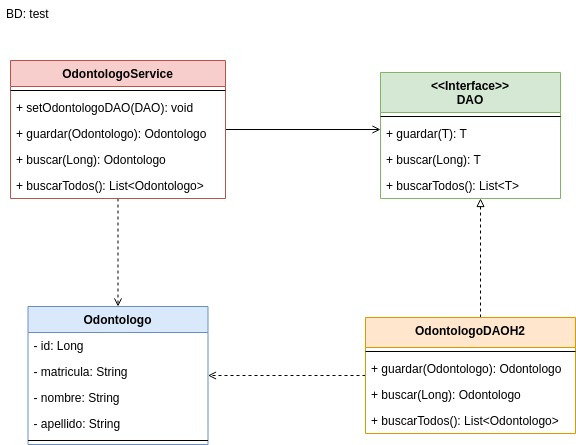 BD: test
OdontologoService
+ setOdontologoDAO(DAO): void
+ guardar(Odontologo): Odontologo
+ buscar(Long): Odontologo
+ buscarTodos(): List<Odontologo>
<<Interface>>
DAO
+ guardar(T): T
+ buscar(Long): T
+ buscarTodos(): List<T>
Odontologo
- id: Long
- matricula: String
- nombre: String
- apellido: String
OdontologoDAOH2
+ guardar(Odontologo): Odontologo
+ buscar(Long): Odontologo
+ buscarTodos(): List<Odontologo>